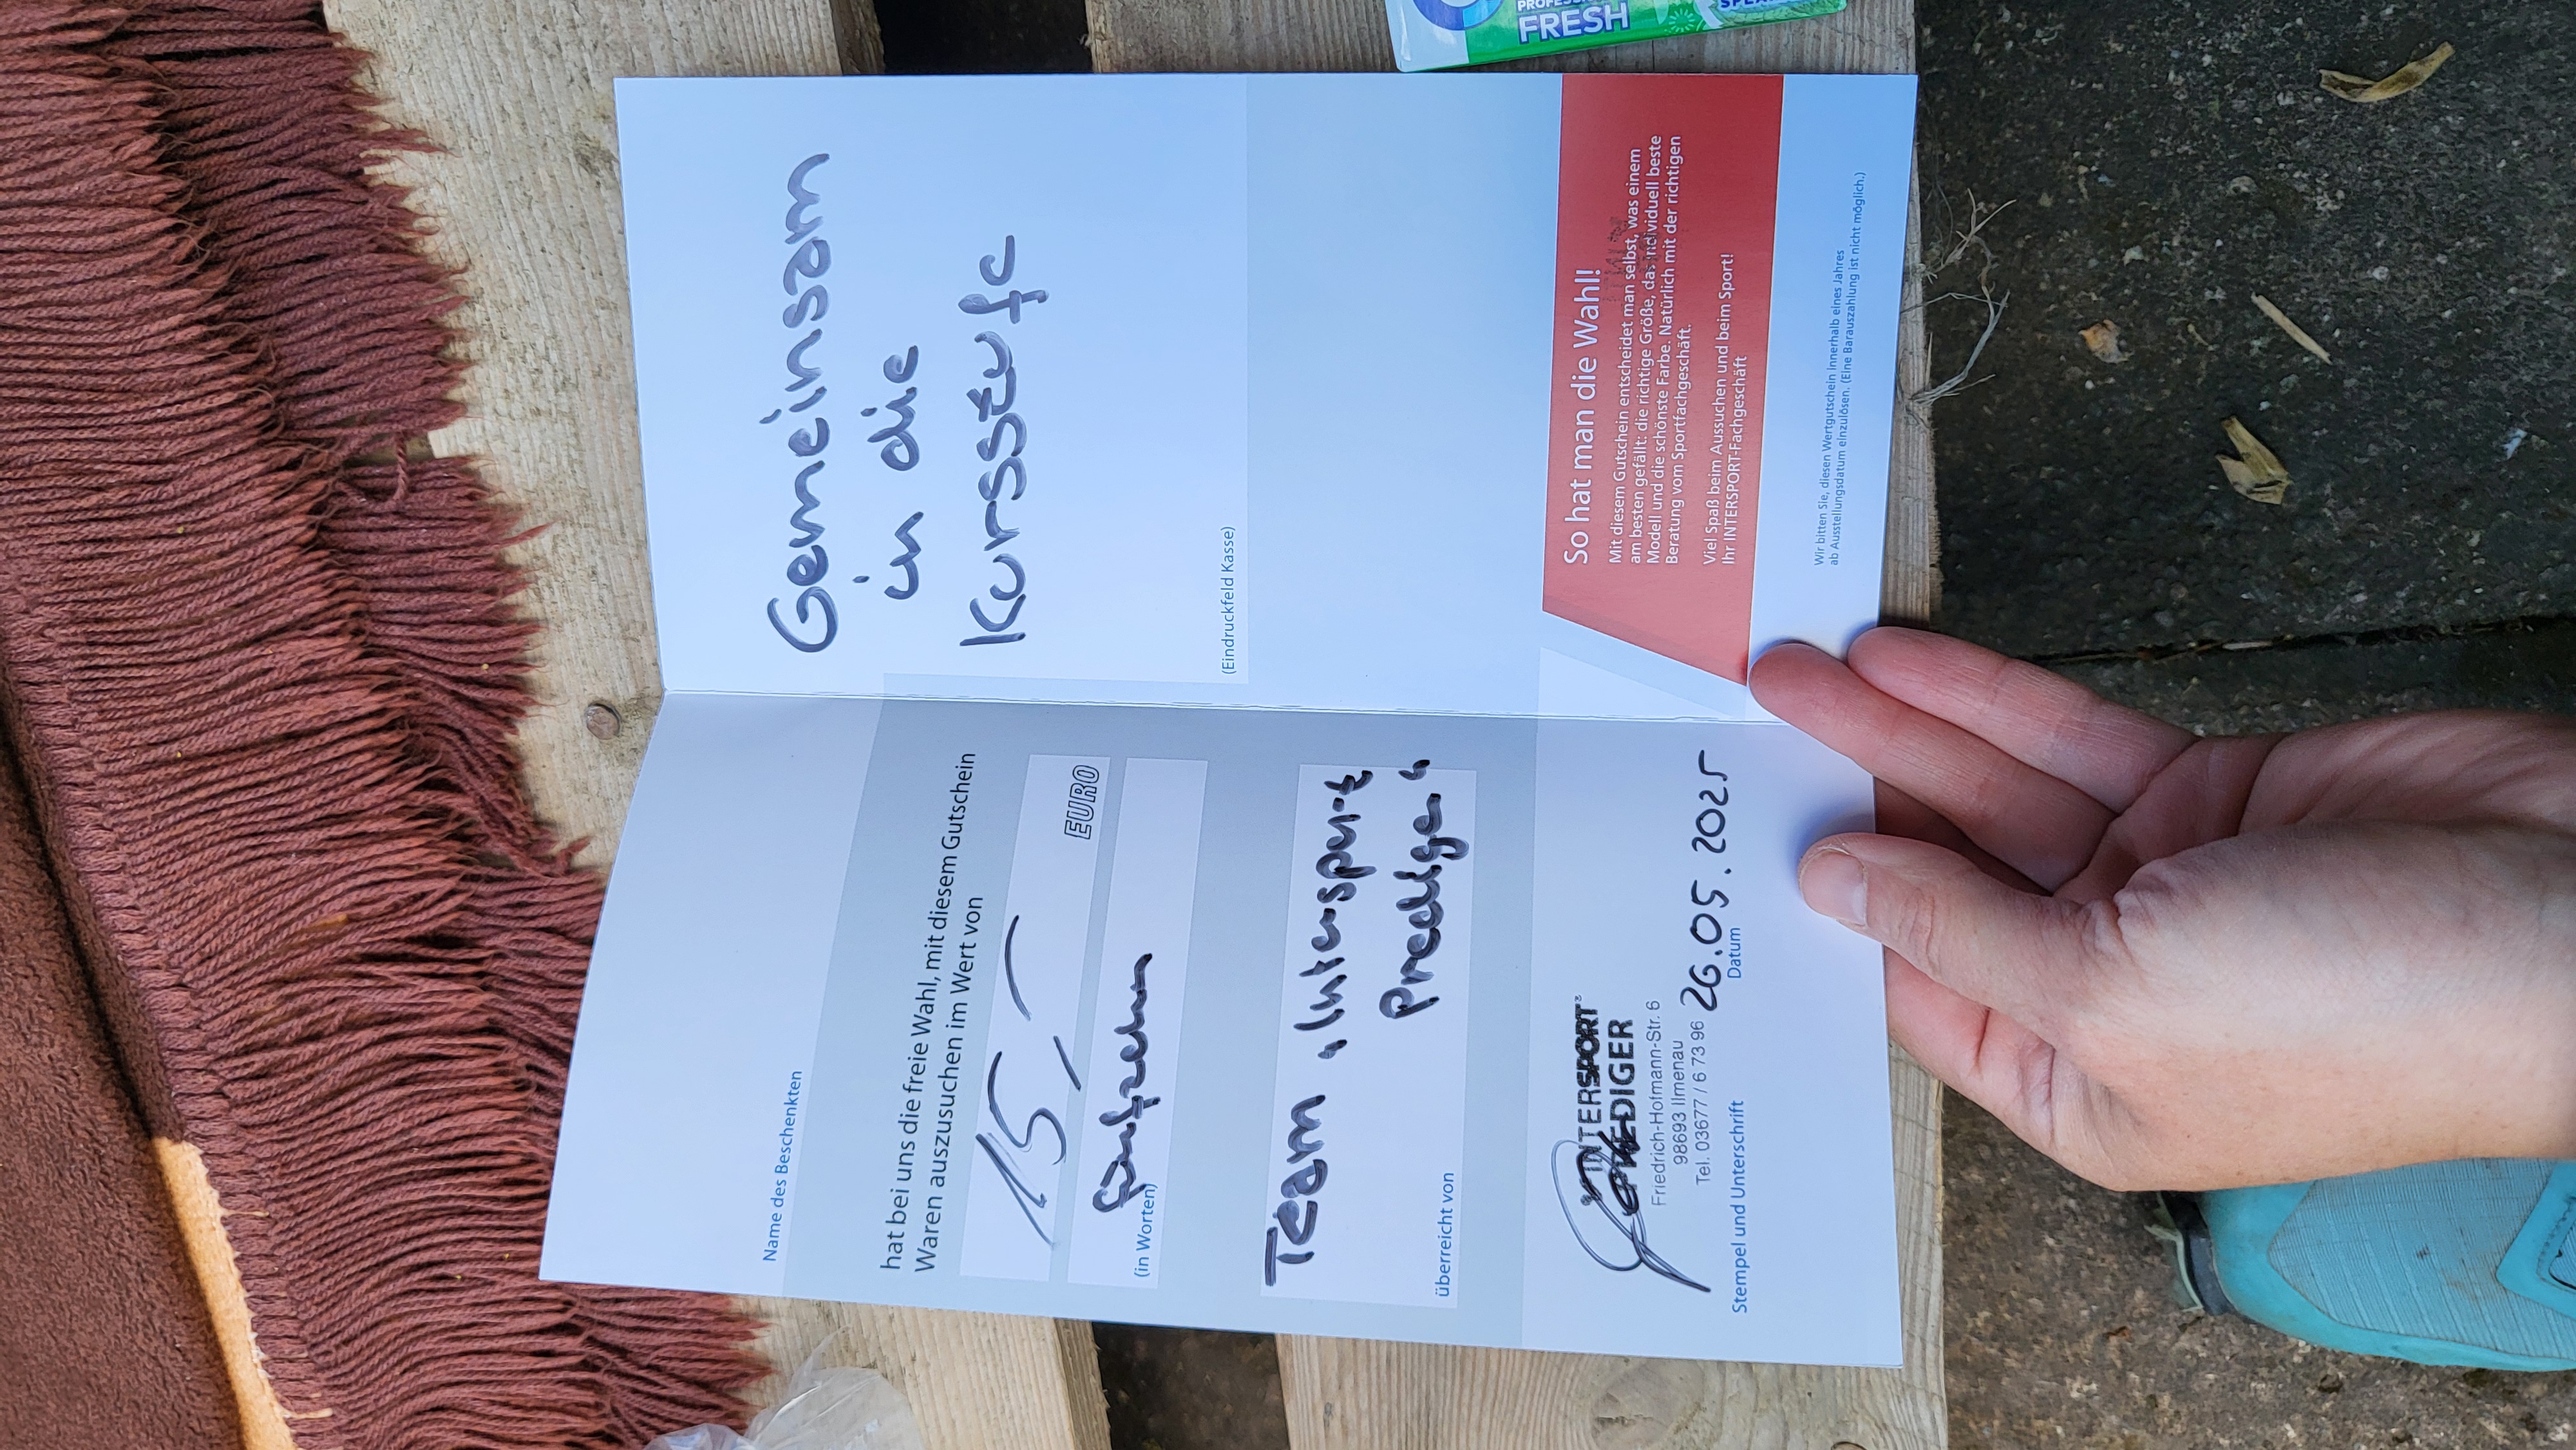 PROFESSIONAL
FRESH
Name des Beschenkten
hat bei uns die freie Wahl, mit diesem Gutschein
Waren auszusuchen im Wert von
15,—
EURO
fünfzehn
(in Worten)
Team „Intersport
Prediger“
überreicht von
INTERSPORT®
PREDIGER
Friedrich-Hofmann-Str. 6
98693 Ilmenau
Tel. 03677 / 6 73 96
26.05.2025
Stempel und Unterschrift Datum
Gemeinsam
in die
Kursstufe
(Eindruckfeld Kasse)
So hat man die Wahl!
Mit diesem Gutschein entscheidet man selbst, was einem
am besten gefällt: die richtige Größe, das individuell beste
Modell und die schönste Farbe. Natürlich mit der richtigen
Beratung vom Sportfachgeschäft.
Viel Spaß beim Aussuchen und beim Sport!
Ihr INTERSPORT-Fachgeschäft
Wir bitten Sie, diesen Wertgutschein innerhalb eines Jahres
ab Ausstellungsdatum einzulösen. (Eine Barauszahlung ist nicht möglich.)